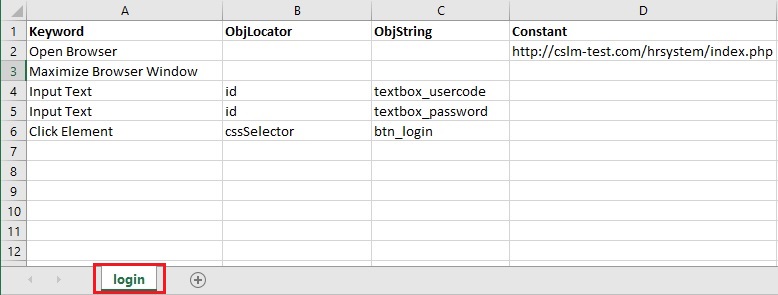 A B C D
1 Keyword ObjLocator ObjString Constant
2 Open Browser http://cslm-test.com/hrsystem/index.php
3 Maximize Browser Window
4 Input Text id textbox_usercode
5 Input Text id textbox_password
6 Click Element cssSelector btn_login
7
8
9
10
11
12
login